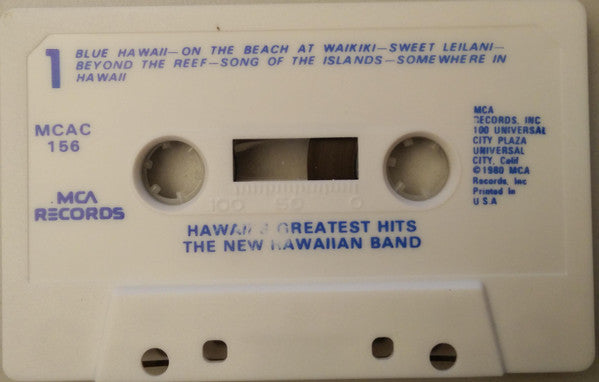 1
BLUE HAWAII—ON THE BEACH AT WAIKIKI—SWEET LEILANI—
BEYOND THE REEF—SONG OF THE ISLANDS—SOMEWHERE IN
HAWAII
MCAC
156
MCA
RECORDS
MCA
RECORDS, INC
100 UNIVERSAL
CITY PLAZA
UNIVERSAL
CITY, Calif
©1980 MCA
Records, Inc
Printed in
U.S.A
100 50 0
HAWAII'S GREATEST HITS
THE NEW HAWAIIAN BAND